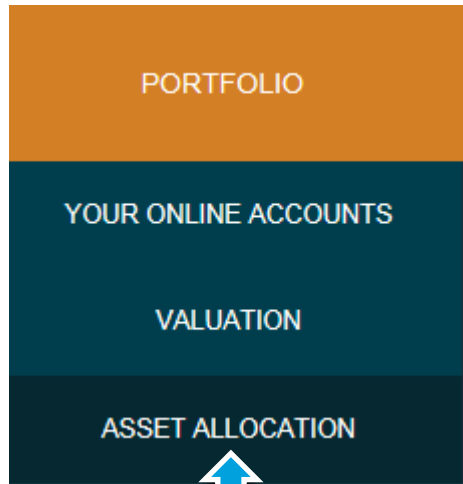 PORTFOLIO
YOUR ONLINE ACCOUNTS
VALUATION
ASSET ALLOCATION